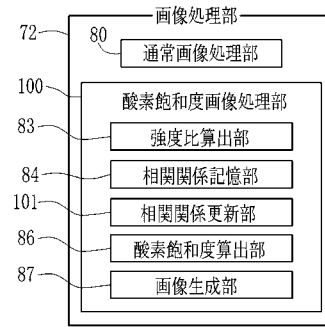 画像処理部
72
80
通常画像処理部
100
酸素飽和度画像処理部
83
強度比算出部
84
相関関係記憶部
101
相関関係更新部
86
酸素飽和度算出部
87
画像生成部